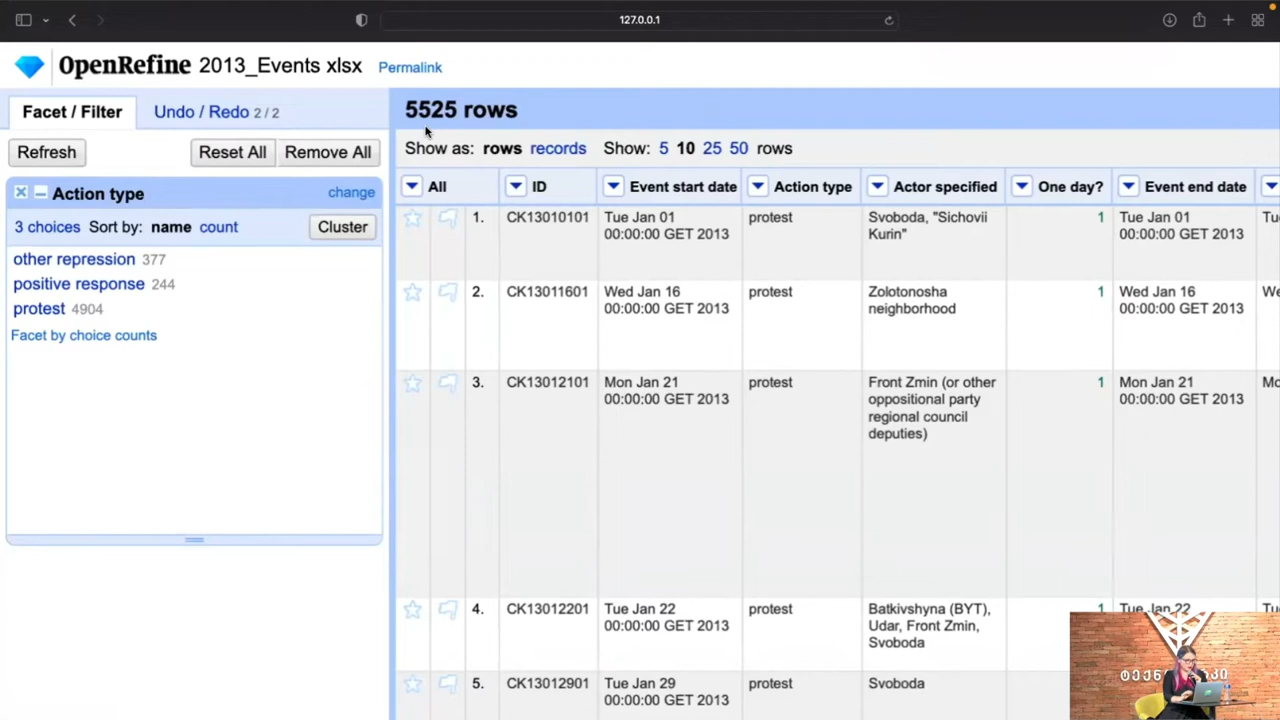 127.0.0.1
OpenRefine 2013_Events xlsx Permalink
Facet / Filter Undo / Redo 2 / 2
5525 rows
Refresh Reset All Remove All
Show as: rows records Show: 5 10 25 50 rows
Action type change
3 choices Sort by: name count Cluster
other repression 377
positive response 244
protest 4904
Facet by choice counts
All ID Event start date Action type Actor specified One day? Event end date
1. CK13010101 Tue Jan 01 protest Svoboda, "Sichovii 1 Tue Jan 01 Tu
00:00:00 GET 2013 Kurin" 00:00:00 GET 2013
2. CK13011601 Wed Jan 16 protest Zolotonosha 1 Wed Jan 16 We
00:00:00 GET 2013 neighborhood 00:00:00 GET 2013
3. CK13012101 Mon Jan 21 protest Front Zmin (or other 1 Mon Jan 21 Mo
00:00:00 GET 2013 oppositional party 00:00:00 GET 2013
regional council
deputies)
4. CK13012201 Tue Jan 22 protest Batkivshyna (BYT), 1 Tue Jan 22 Tu
00:00:00 GET 2013 Udar, Front Zmin,
Svoboda
5. CK13012901 Tue Jan 29 protest Svoboda
00:00:00 GET 2013